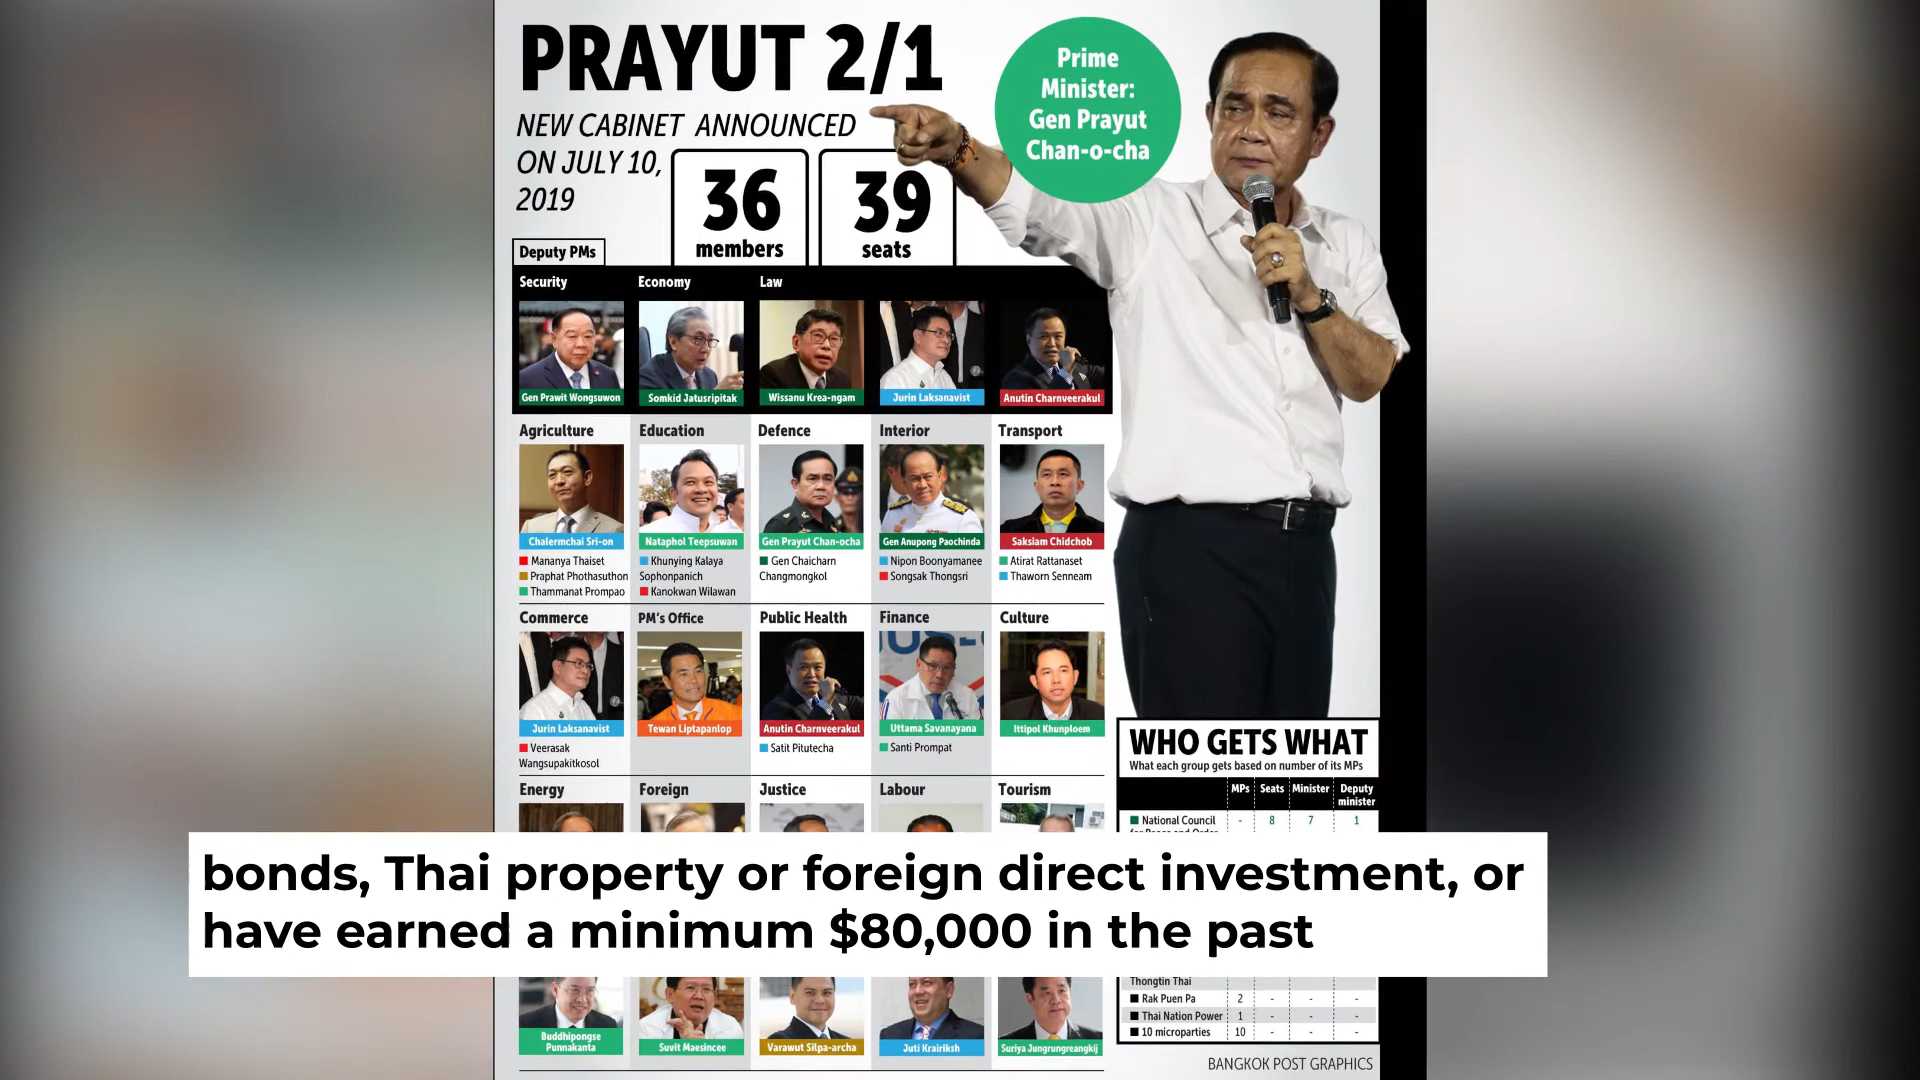 PRAYUT 2/1
NEW CABINET ANNOUNCED
ON JULY 10,
2019
36
members
39
seats
Prime
Minister:
Gen Prayut
Chan-o-cha
Deputy PMs
Security
Economy
Law
Gen Prawit Wongsuwon
Somkid Jatusripitak
Wissanu Krea-ngam
Jurin Laksanavist
Anutin Charnveerakul
Agriculture
Education
Defence
Interior
Transport
Chalermchai Sri-on
Nataphol Teepsuwan
Gen Prayut Chan-ocha
Gen Anupong Paochinda
Saksiam Chidchob
Mananya Thaiset
Praphat Phothasuthon
Thammanat Prompao
Khunying Kalaya
Sophonpanich
Kanokwan Wilawan
Gen Chaicharn
Changmongkol
Nipon Boonyamanee
Songsak Thongsri
Atirat Rattanaset
Thaworn Senneam
Commerce
PM's Office
Public Health
Finance
Culture
Jurin Laksanavist
Tewan Liptapanlop
Anutin Charnveerakul
Uttama Savanayana
Ittipol Khunploem
Veerasak
Wangsupakitkosol
Satit Pitutecha
Santi Prompat
Energy
Foreign
Justice
Labour
Tourism
WHO GETS WHAT
What each group gets based on number of its MPs
MPs Seats Minister Deputy
minister
National Council - 8 7 1
bonds, Thai property or foreign direct investment, or
have earned a minimum $80,000 in the past
Thongtin Thai
Rak Puen Pa 2 - - -
Thai Nation Power 1 - - -
10 microparties 10 - - -
Buddhipongse
Punnakanta
Suvit Maesincee
Varawut Silpa-archa
Juti Krairiksh
Suriya Jungrungreangkij
BANGKOK POST GRAPHICS